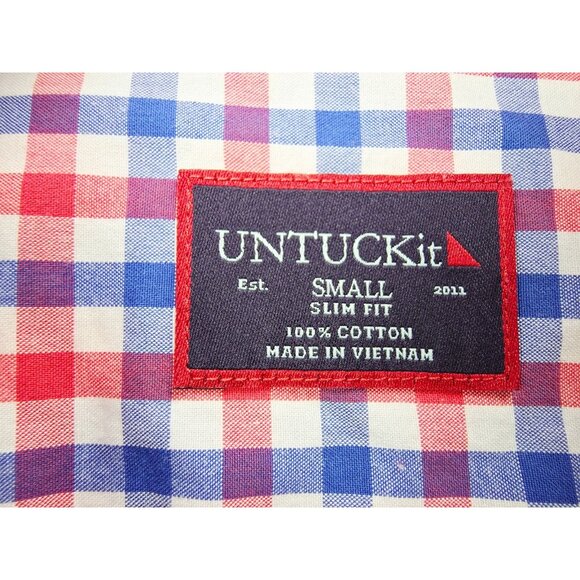 UNTUCKit
Est. SMALL 2011
SLIM FIT
100% COTTON
MADE IN VIETNAM